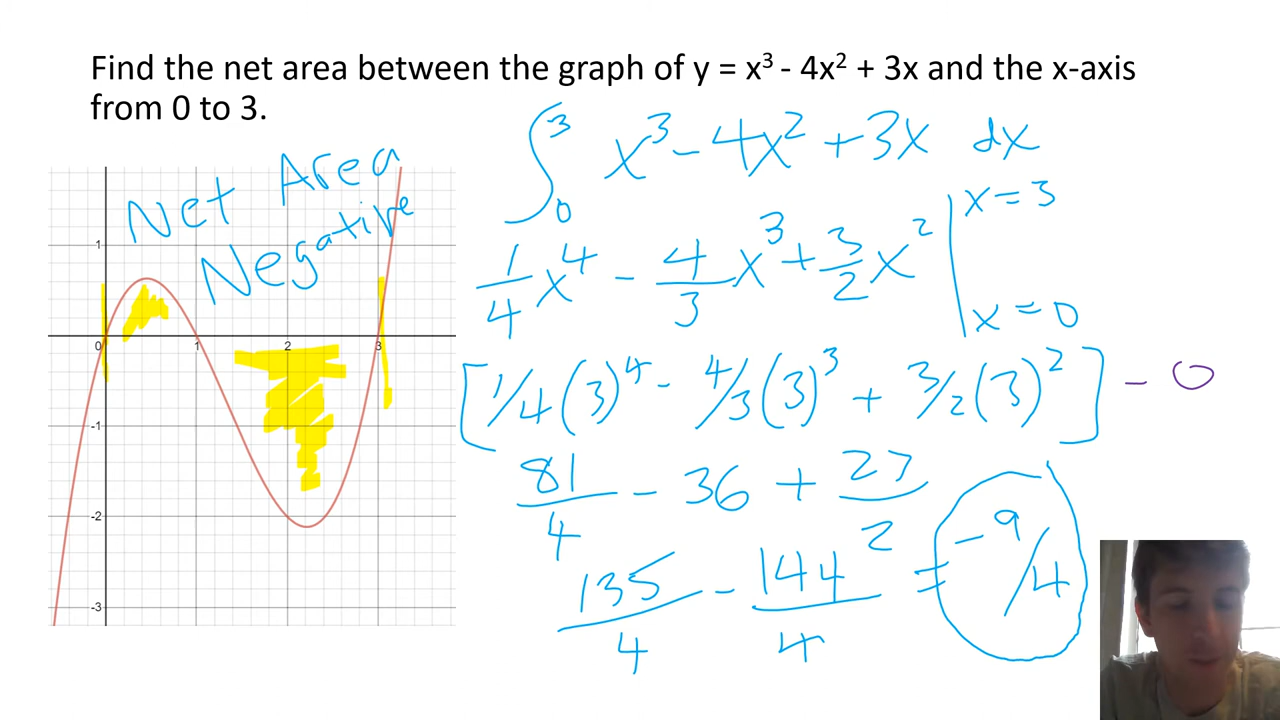 Find the net area between the graph of y = x³ - 4x² + 3x and the x-axis
from 0 to 3.
Net Area
Negative
1
0 1 2 3
-1
-2
-3
∫₀³ x³ - 4x² + 3x dx
1/4 x⁴ - 4/3 x³ + 3/2 x² | x = 3
x = 0
[1/4(3)⁴ - 4/3(3)³ + 3/2(3)²] - 0
81/4 - 36 + 27/2
135/4 - 144/4 = -9/4